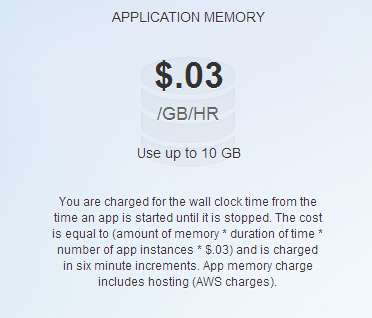 APPLICATION MEMORY
$.03
/GB/HR
Use up to 10 GB
You are charged for the wall clock time from the
time an app is started until it is stopped. The cost
is equal to (amount of memory * duration of time *
number of app instances * $.03) and is charged
in six minute increments. App memory charge
includes hosting (AWS charges).